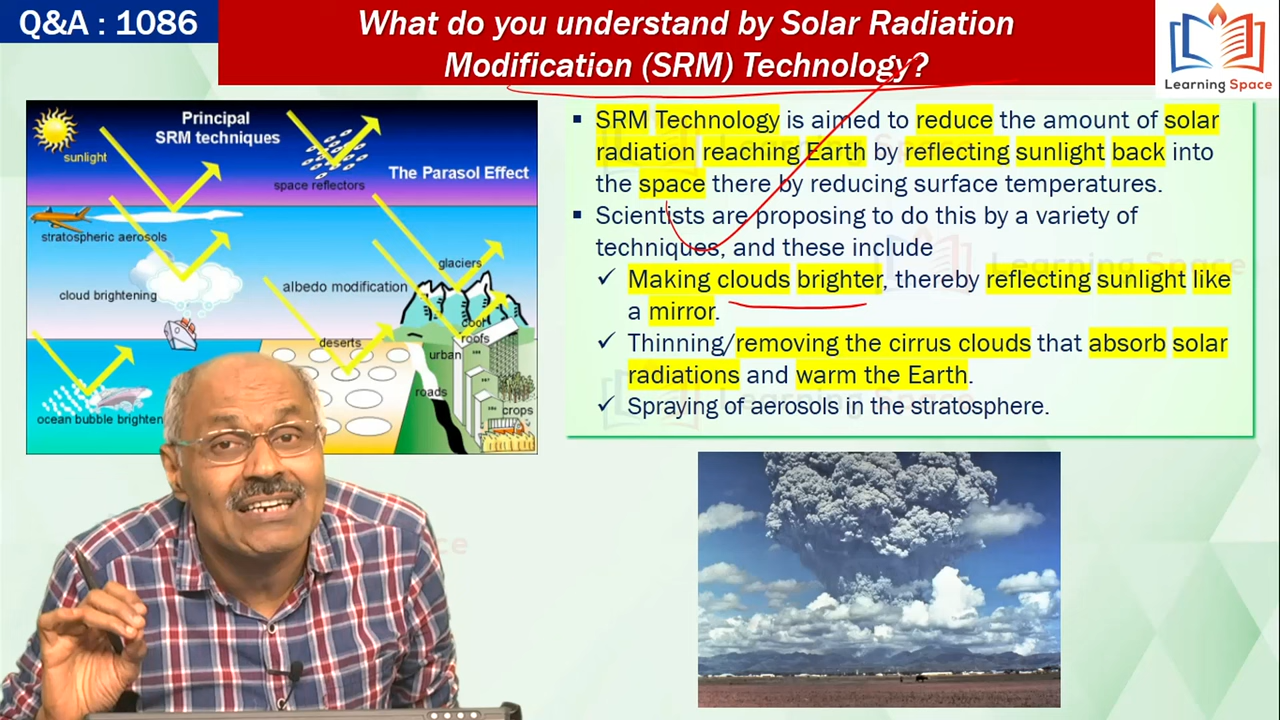 Q&A : 1086
What do you understand by Solar Radiation
Modification (SRM) Technology?
Learning Space
Principal
SRM techniques
sunlight
space reflectors
The Parasol Effect
stratospheric aerosols
glaciers
cloud brightening
albedo modification
cool
roofs
deserts
urban
roads
crops
ocean bubble brighten
▪ SRM Technology is aimed to reduce the amount of solar
radiation reaching Earth by reflecting sunlight back into
the space there by reducing surface temperatures.
▪ Scientists are proposing to do this by a variety of
techniques, and these include
✓ Making clouds brighter, thereby reflecting sunlight like
a mirror.
✓ Thinning/removing the cirrus clouds that absorb solar
radiations and warm the Earth.
✓ Spraying of aerosols in the stratosphere.